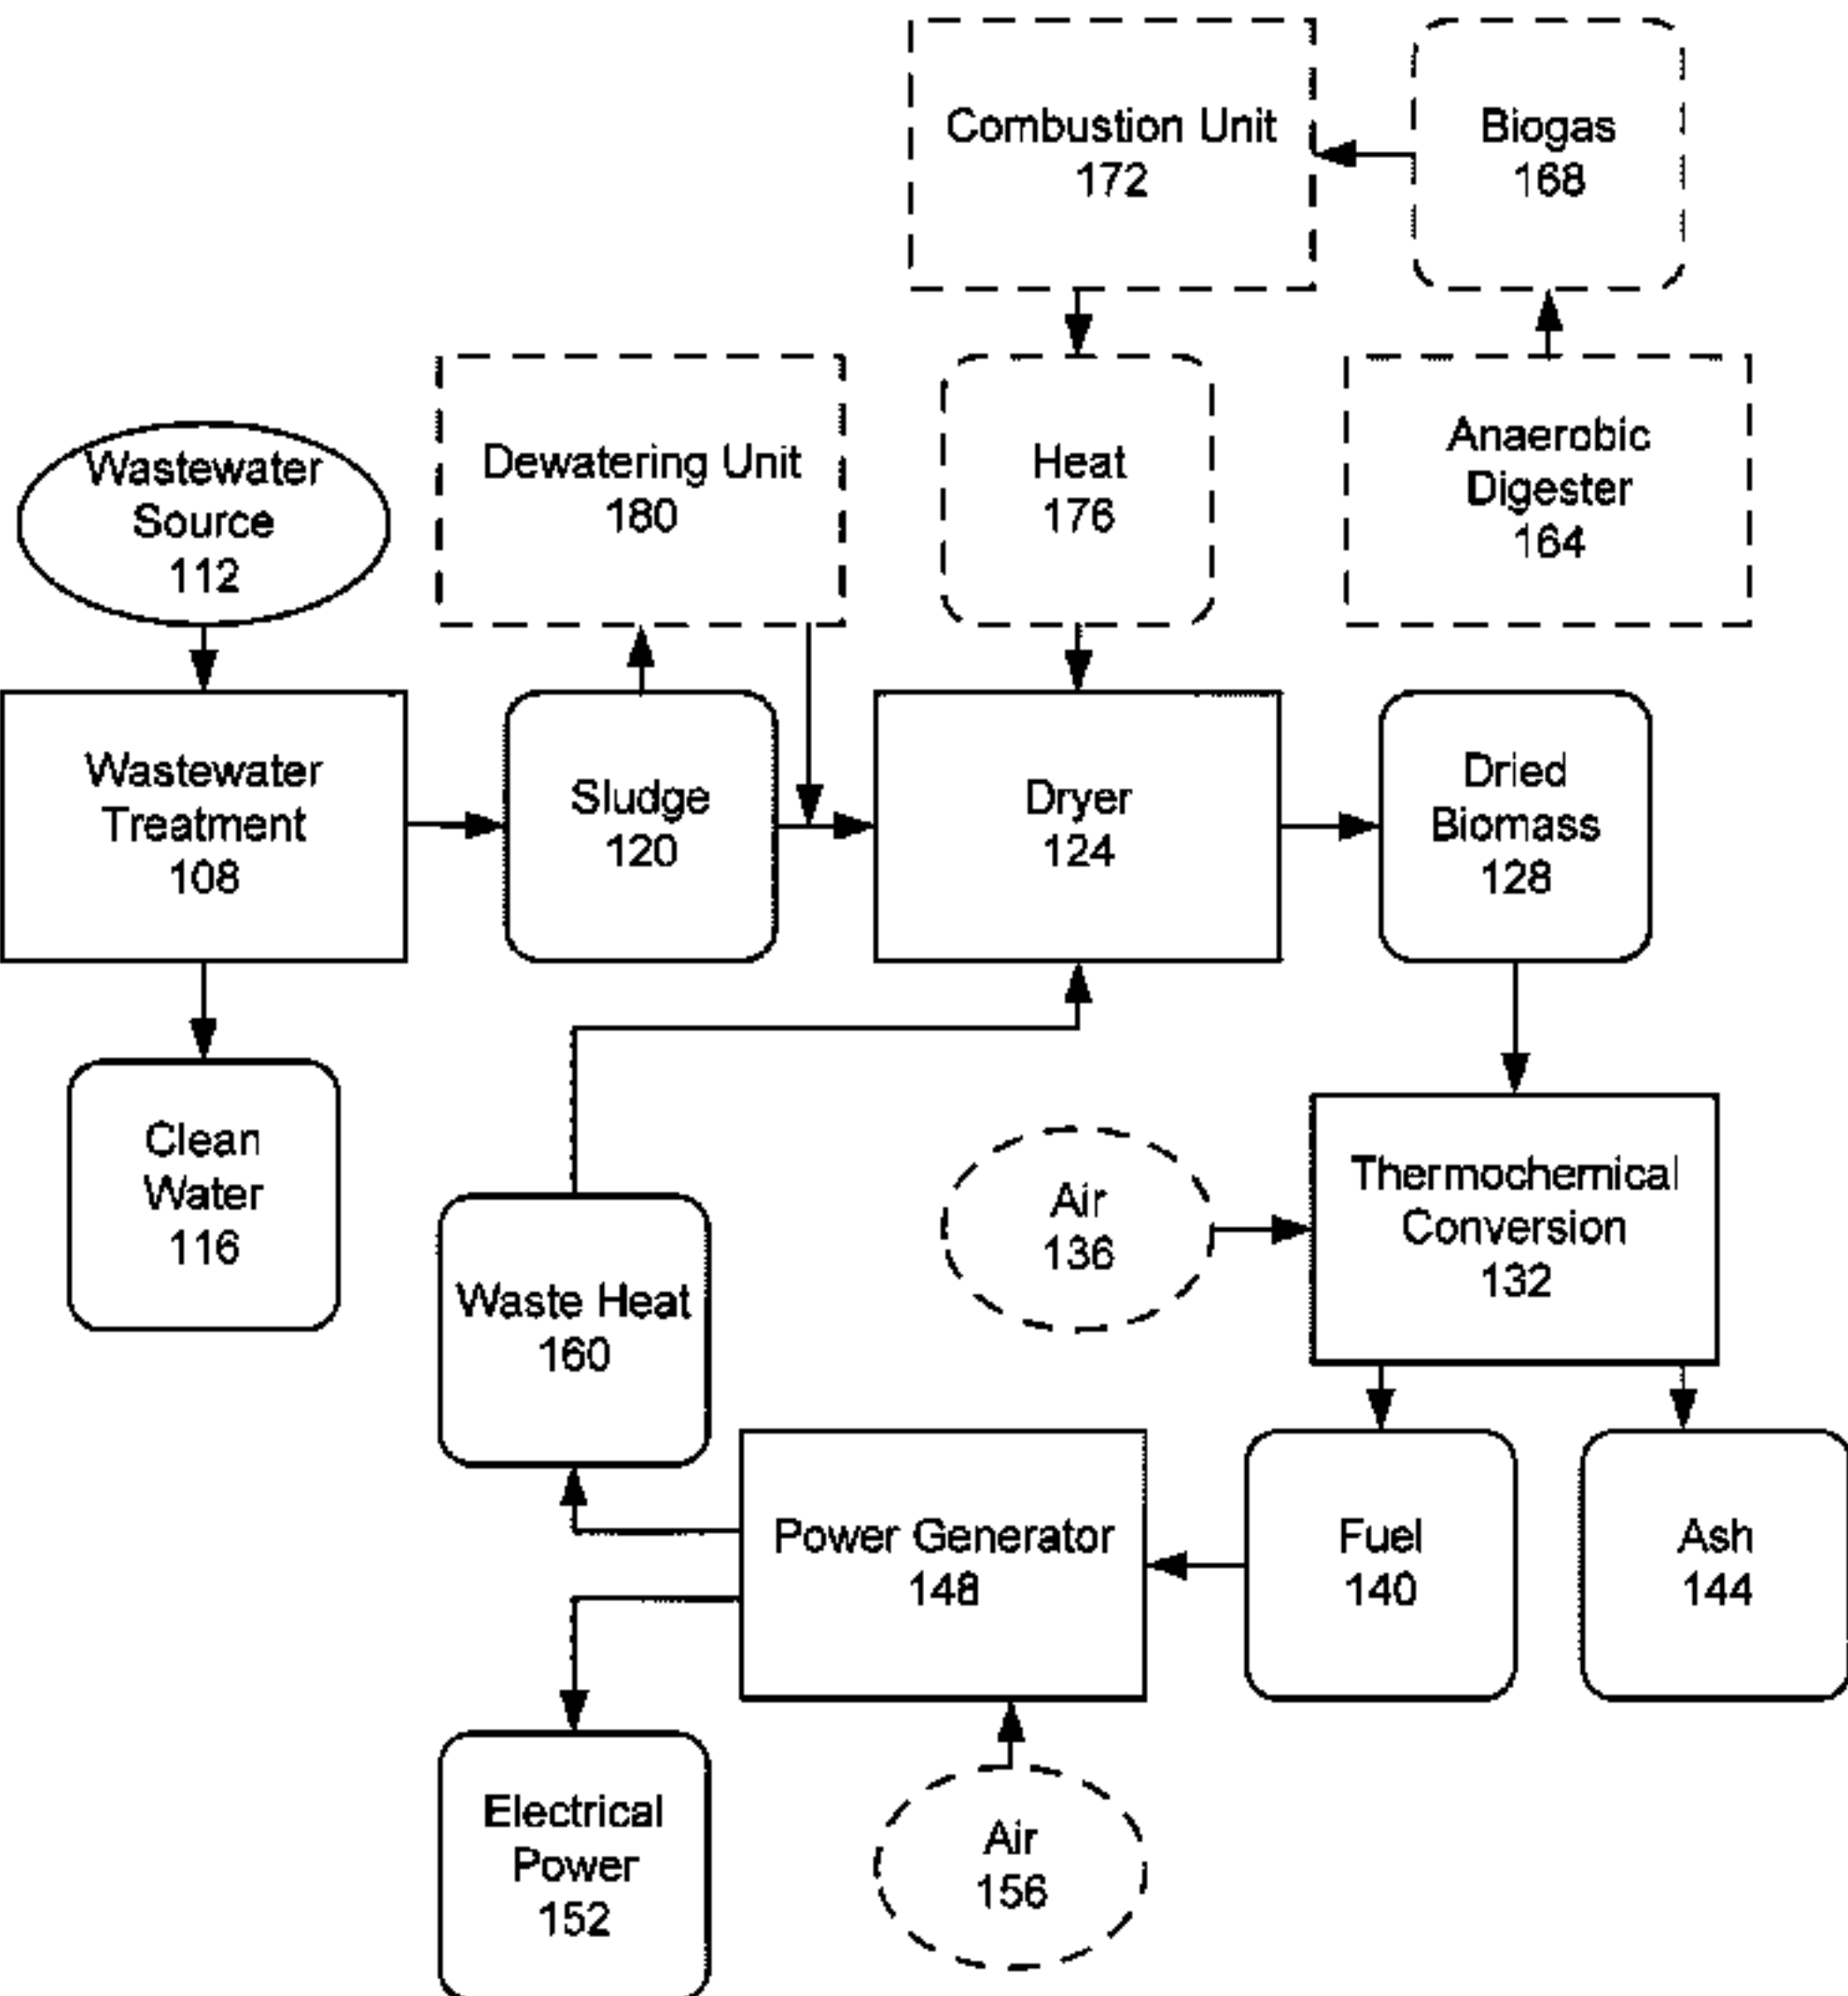 Combustion Unit
172
Biogas
168
Wastewater
Source
112
Dewatering Unit
180
Heat
176
Anaerobic
Digester
164
Wastewater
Treatment
108
Sludge
120
Dryer
124
Dried
Biomass
128
Clean
Water
116
Waste Heat
160
Air
136
Thermochemical
Conversion
132
Power Generator
148
Fuel
140
Ash
144
Electrical
Power
152
Air
156